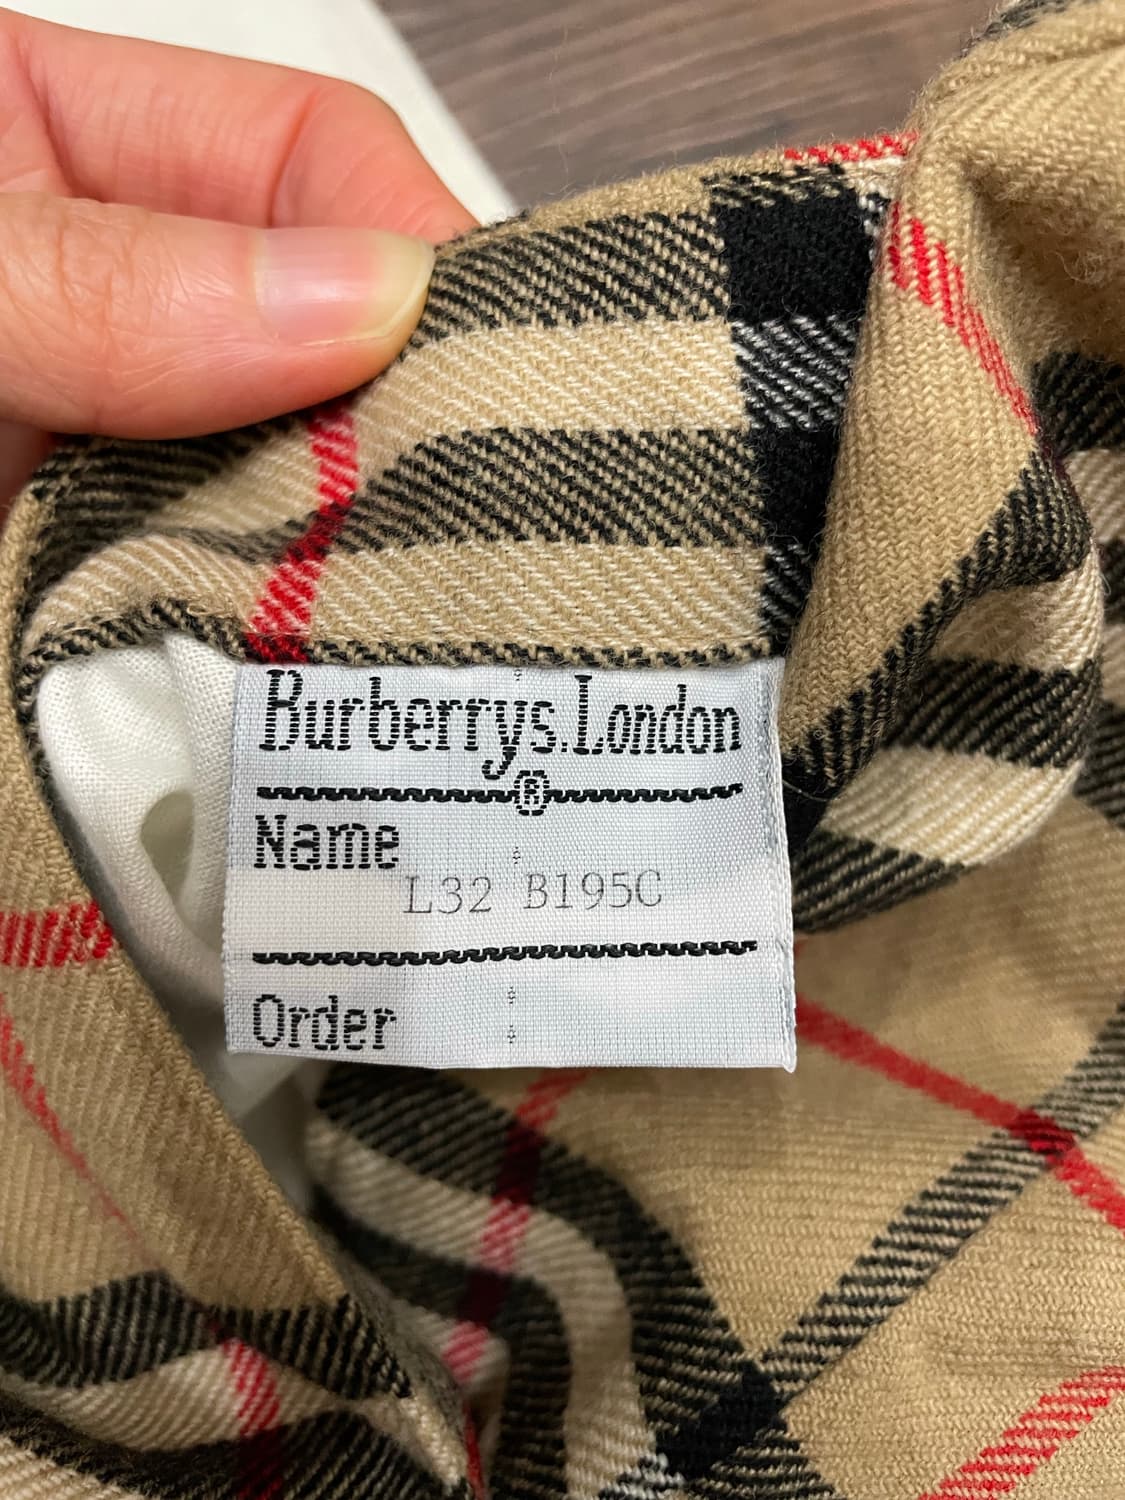 Burberrys.London
®
Name
L32 B195C
Order